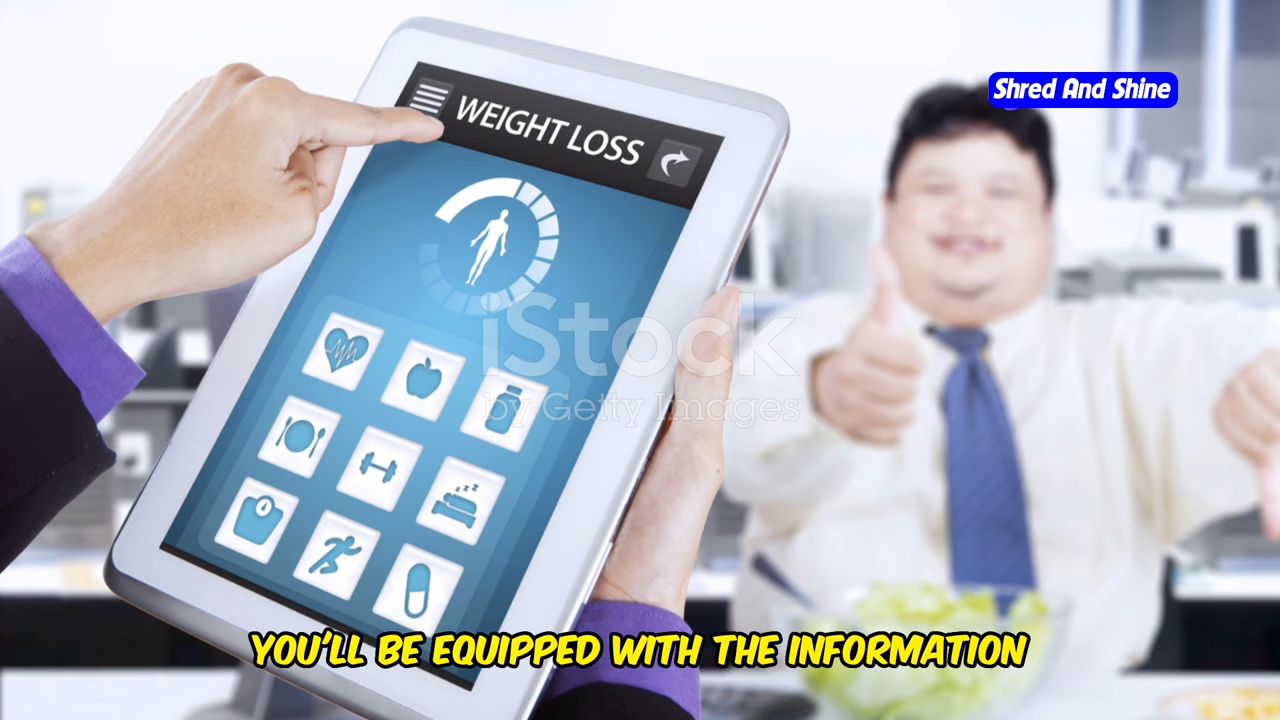 Shred And Shine
WEIGHT LOSS
iStock
by Getty Images
YOU'LL BE EQUIPPED WITH THE INFORMATION